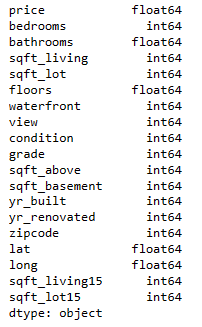 price float64
bedrooms int64
bathrooms float64
sqft_living int64
sqft_lot int64
floors float64
waterfront int64
view int64
condition int64
grade int64
sqft_above int64
sqft_basement int64
yr_built int64
yr_renovated int64
zipcode int64
lat float64
long float64
sqft_living15 int64
sqft_lot15 int64
dtype: object